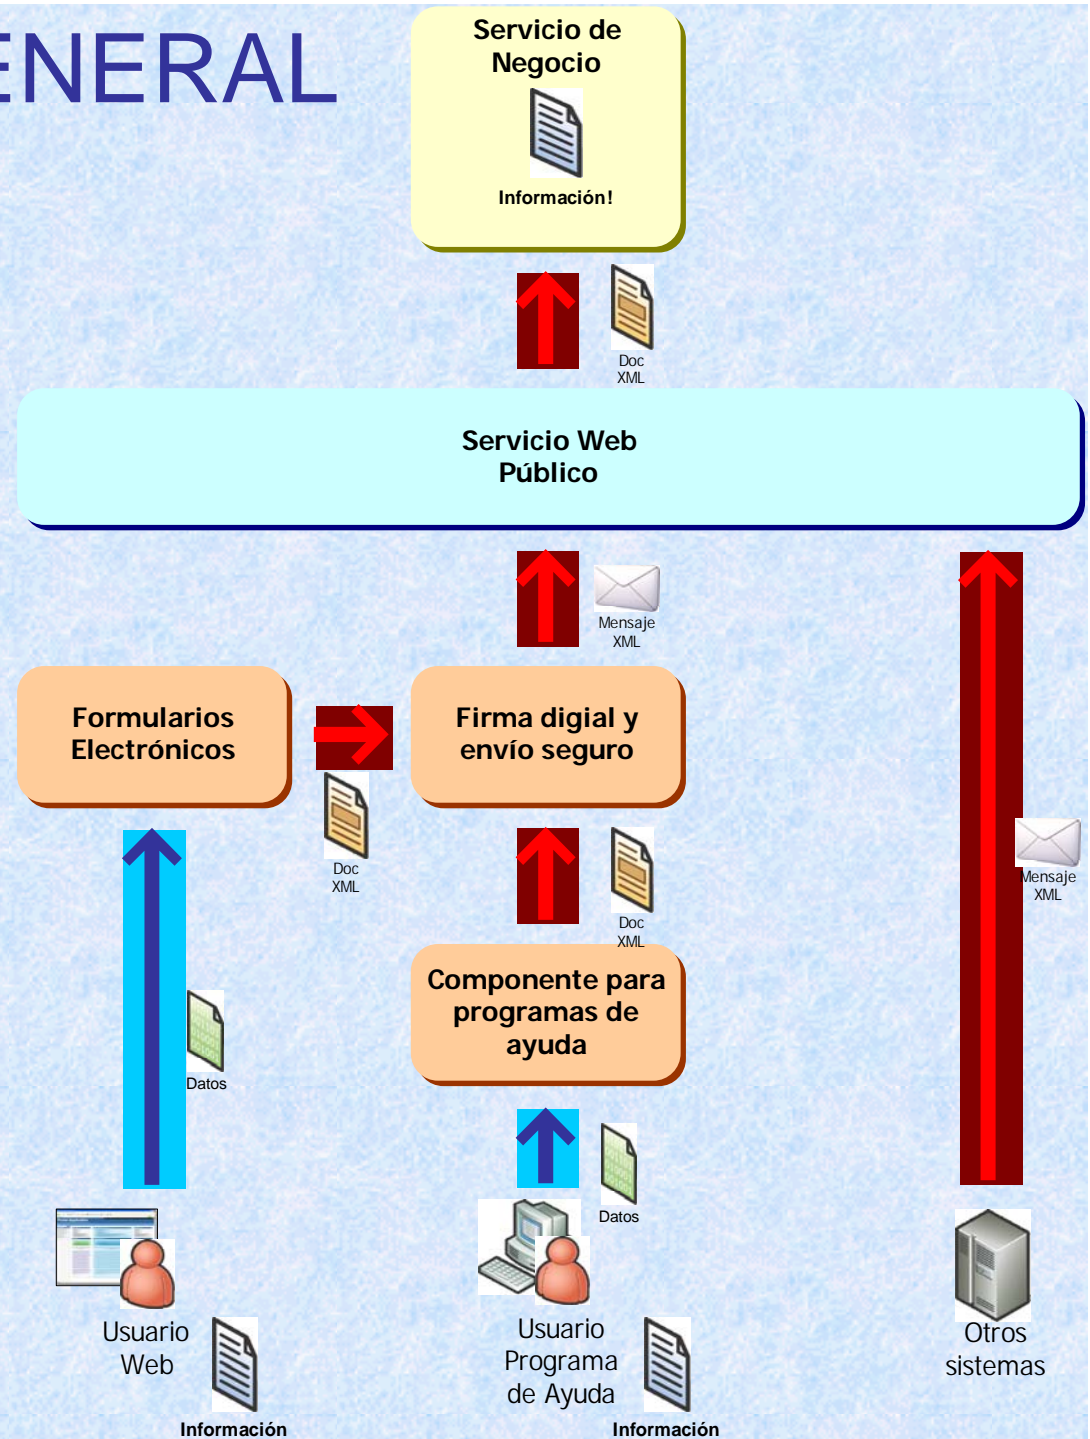 ENERAL
Servicio de
Negocio
Información!
Doc
XML
Servicio Web
Público
Mensaje
XML
Formularios
Electrónicos
Firma digial y
envío seguro
Doc
XML
Mensaje
XML
Doc
XML
Componente para
programas de
ayuda
Datos
Datos
Usuario
Web
Información
Usuario
Programa
de Ayuda
Información
Otros
sistemas